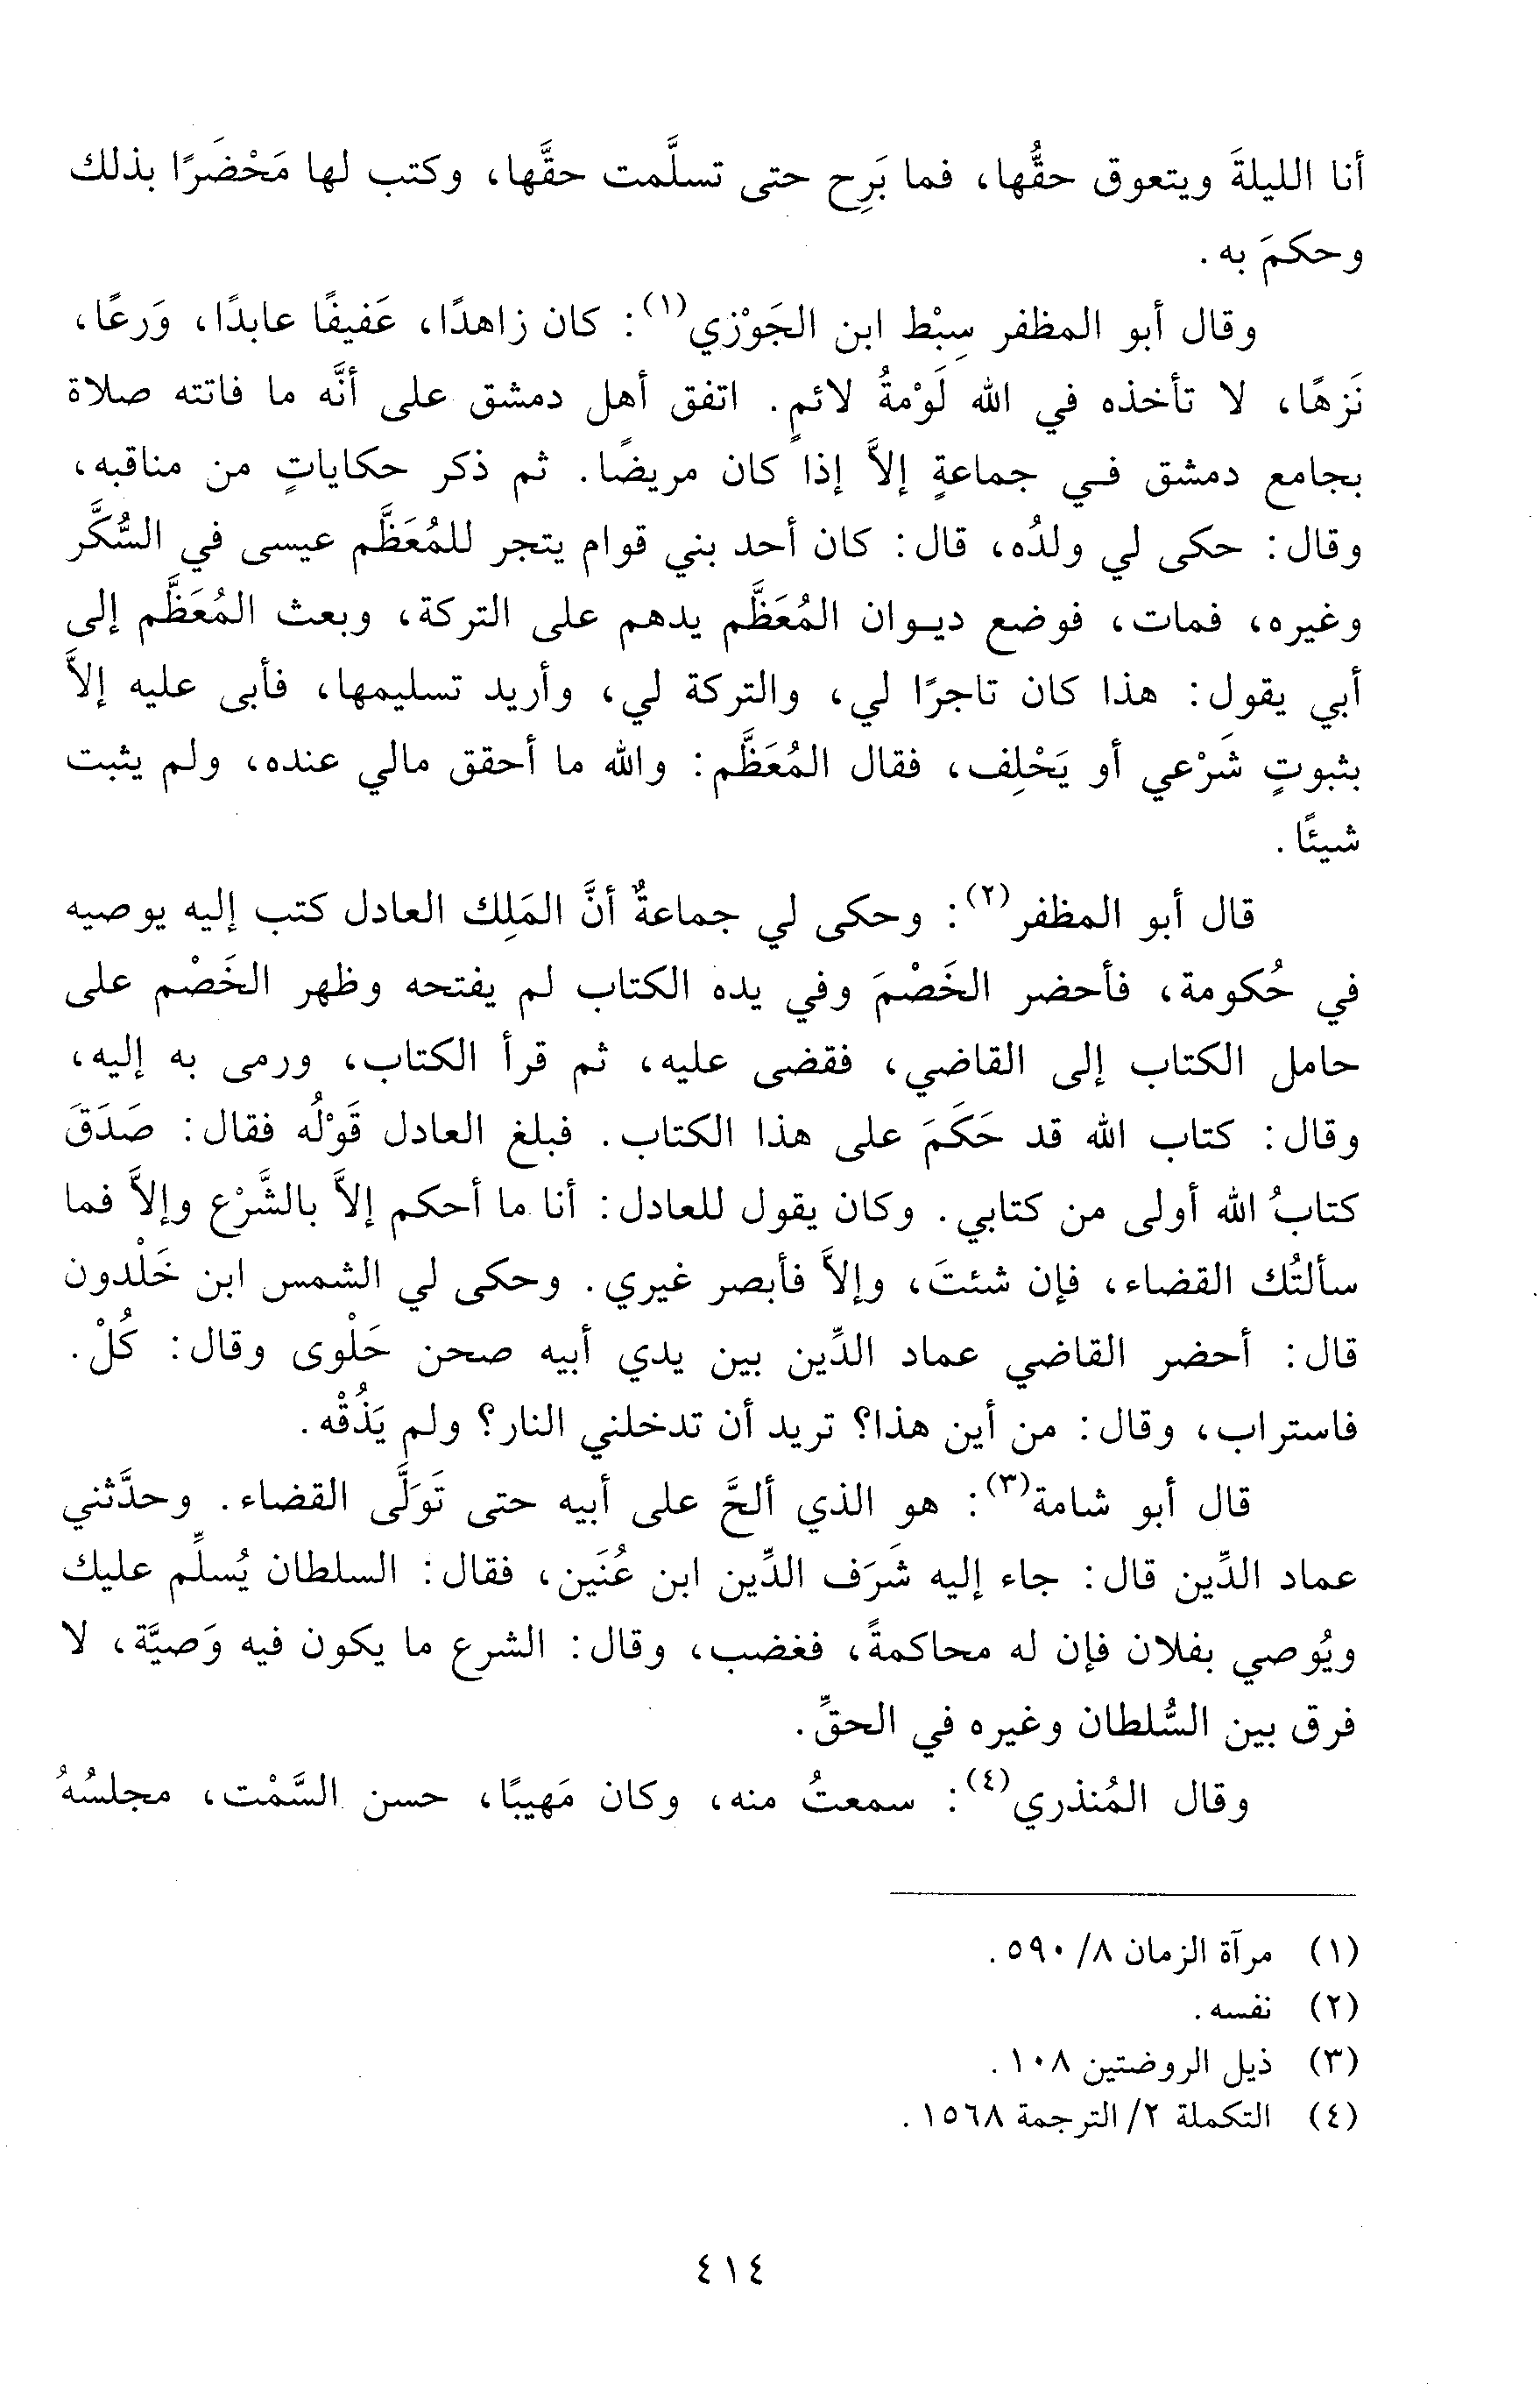 أنا الليلةَ ويتعوق حقُّها، فما بَرِح حتى تسلَّمت حقَّها، وكتب لها مَحْضَرًا بذلك
وحكمَ به.
وقال أبو المظفر سِبْط ابن الجَوْزي(١): كان زاهدًا، عَفيفًا عابدًا، وَرعًا،
نَزهًا، لا تأخذه في الله لَوْمةُ لائمٍ. اتفق أهل دمشق على أنَّه ما فاتته صلاة
بجامع دمشق في جماعةٍ إلاَّ إذا كان مريضًا. ثم ذكر حكاياتٍ من مناقبه،
وقال: حكى لي ولدُه، قال: كان أحد بني قوام يتجر للمُعَظَّم عيسى في السُّكَّر
وغيره، فمات، فوضع ديوان المُعَظَّم يدهم على التركة، وبعث المُعَظَّم إلى
أبي يقول: هذا كان تاجرًا لي، والتركة لي، وأريد تسليمها، فأبى عليه إلاَّ
بثبوتٍ شَرْعي أو يَحْلِف، فقال المُعَظَّم: والله ما أحقق مالي عنده، ولم يثبت
شيئًا.
قال أبو المظفر(٢): وحكى لي جماعةٌ أنَّ المَلِك العادل كتب إليه يوصيه
في حُكومة، فأحضر الخَصْمَ وفي يده الكتاب لم يفتحه وظهر الخَصْم على
حامل الكتاب إلى القاضي، فقضى عليه، ثم قرأ الكتاب، ورمى به إليه،
وقال: كتاب الله قد حَكَمَ على هذا الكتاب. فبلغ العادل قَوْلُه فقال: صَدَقَ
كتابُ الله أولى من كتابي. وكان يقول للعادل: أنا ما أحكم إلاَّ بالشَّرْع وإلاَّ فما
سألتُك القضاء، فإن شئتَ، وإلاَّ فأبصر غيري. وحكى لي الشمس ابن خَلْدون
قال: أحضر القاضي عماد الدِّين بين يدي أبيه صحن حَلْوى وقال: كُلْ.
فاستراب، وقال: من أين هذا؟ تريد أن تدخلني النار؟ ولم يَذُقْه.
قال أبو شامة(٣): هو الذي ألحَّ على أبيه حتى تَوَلَّى القضاء. وحدَّثني
عماد الدِّين قال: جاء إليه شَرَف الدِّين ابن عُنَين، فقال: السلطان يُسلِّم عليك
ويُوصي بفلان فإن له محاكمةً، فغضب، وقال: الشرع ما يكون فيه وَصيَّة، لا
فرق بين السُّلطان وغيره في الحقِّ.
وقال المُنذري(٤): سمعتُ منه، وكان مَهيبًا، حسن السَّمْت، مجلسُهُ
(١) مرآة الزمان ٨/ ٥٩٠.
(٢) نفسه.
(٣) ذيل الروضتين ١٠٨.
(٤) التكملة ٢/ الترجمة ١٥٦٨.
٤١٤